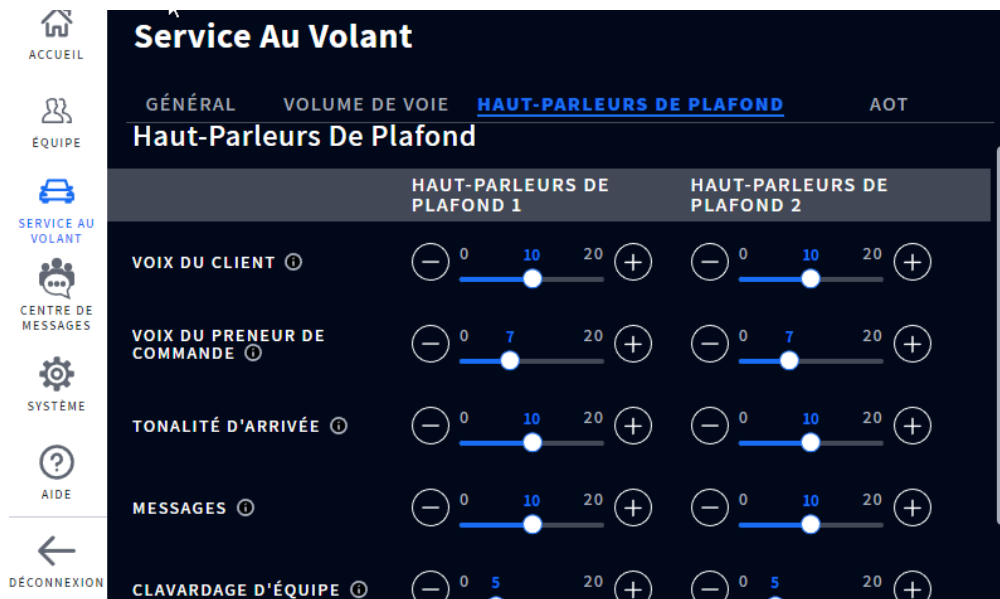 ACCUEIL
ÉQUIPE
SERVICE AU
VOLANT
CENTRE DE
MESSAGES
SYSTÈME
?
AIDE
DÉCONNEXION
Service Au Volant
GÉNÉRAL VOLUME DE VOIE HAUT-PARLEURS DE PLAFOND AOT
Haut-Parleurs De Plafond
HAUT-PARLEURS DE
PLAFOND 1
HAUT-PARLEURS DE
PLAFOND 2
VOIX DU CLIENT
0 10 20
0 10 20
VOIX DU PRENEUR DE
COMMANDE
0 7 20
0 7 20
TONALITÉ D'ARRIVÉE
0 10 20
0 10 20
MESSAGES
0 10 20
0 10 20
CLAVARDAGE D'ÉQUIPE
0 5 20
0 5 20